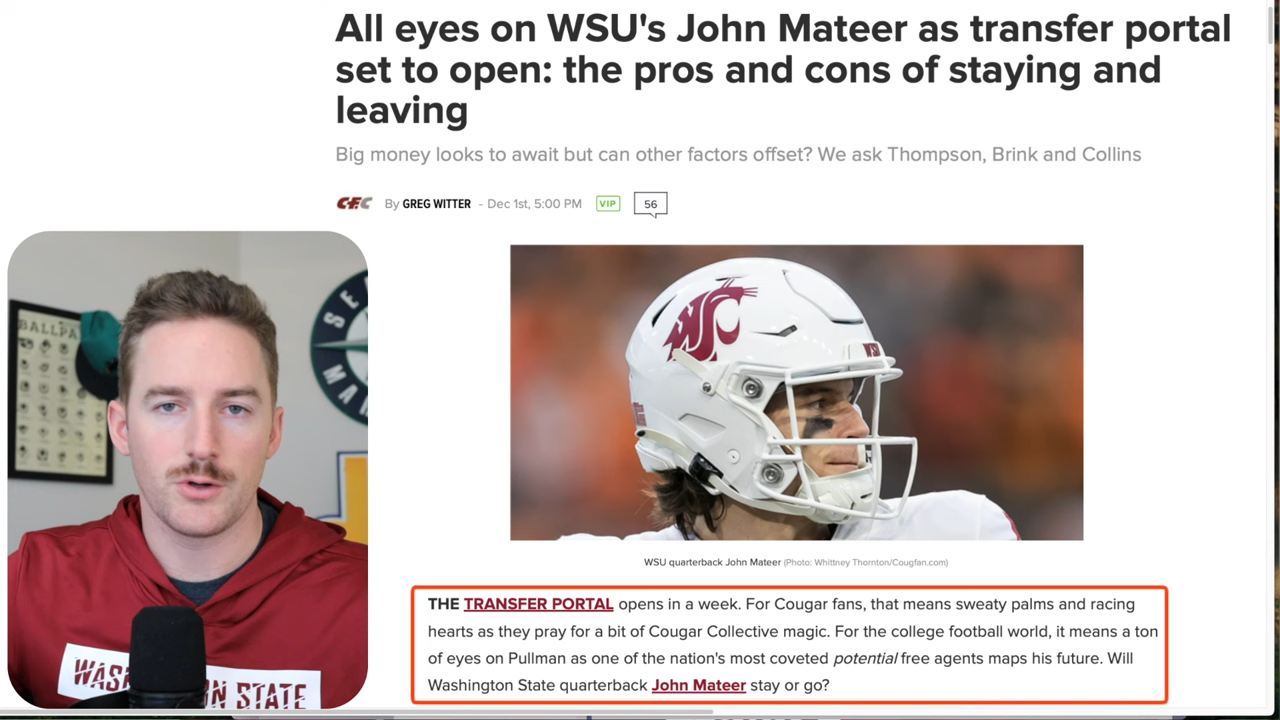 All eyes on WSU's John Mateer as transfer portal
set to open: the pros and cons of staying and
leaving
Big money looks to await but can other factors offset? We ask Thompson, Brink and Collins
CFC By GREG WITTER - Dec 1st, 5:00 PM VIP 56
WSU quarterback John Mateer (Photo: Whittney Thornton/Cougfan.com)
THE TRANSFER PORTAL opens in a week. For Cougar fans, that means sweaty palms and racing
hearts as they pray for a bit of Cougar Collective magic. For the college football world, it means a ton
of eyes on Pullman as one of the nation's most coveted potential free agents maps his future. Will
Washington State quarterback John Mateer stay or go?
BALLPA
SE
MA
WAS N STATE
WSU